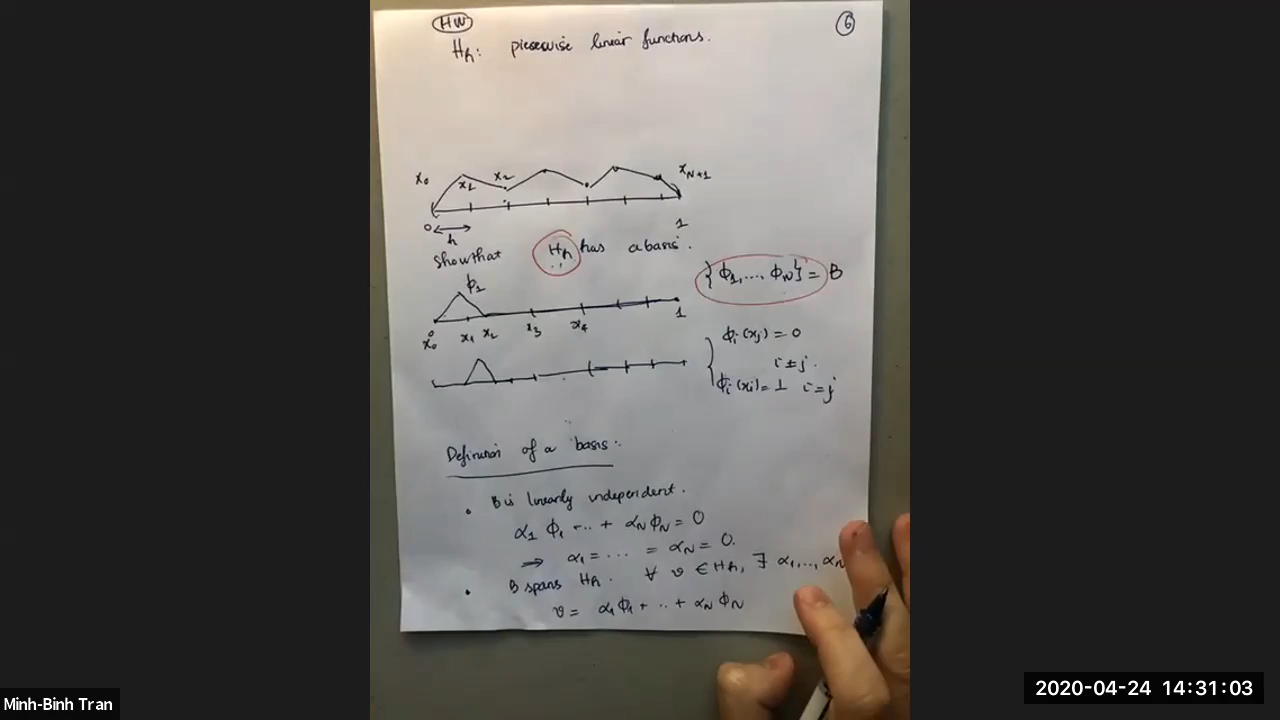 HW
6
H_h: piecewise linear functions.
x_0 x_1 x_2 x_{N+1}
0 h 1
Show that H_h has a basis.
{ϕ_1, ..., ϕ_N} = B
ϕ_1
0 1
x_0 x_1 x_2 x_3 x_4
ϕ_i(x_j) = 0
i ≠ j.
ϕ_i(x_i) = 1 i = j
Definition of a basis:
• B is linearly independent.
α_1 ϕ_1 ... + α_N ϕ_N = 0
⇒ α_1 = ... = α_N = 0.
• B spans H_h. ∀ v ∈ H_h, ∃ α_1, ..., α_N
v = α_1 ϕ_1 + ... + α_N ϕ_N
Minh-Binh Tran
2020-04-24 14:31:03